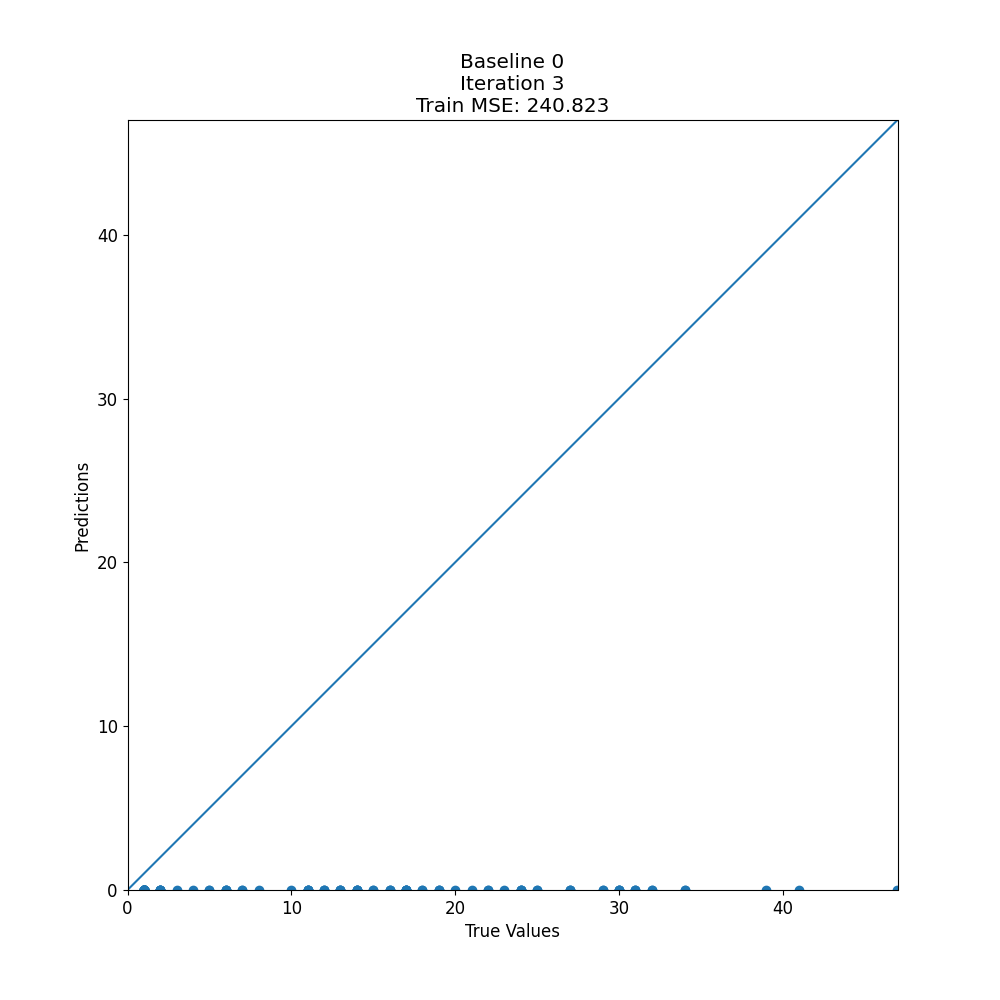 Baseline 0
Iteration 3
Train MSE: 240.823
40
30
20
10
0
Predictions
0 10 20 30 40
True Values